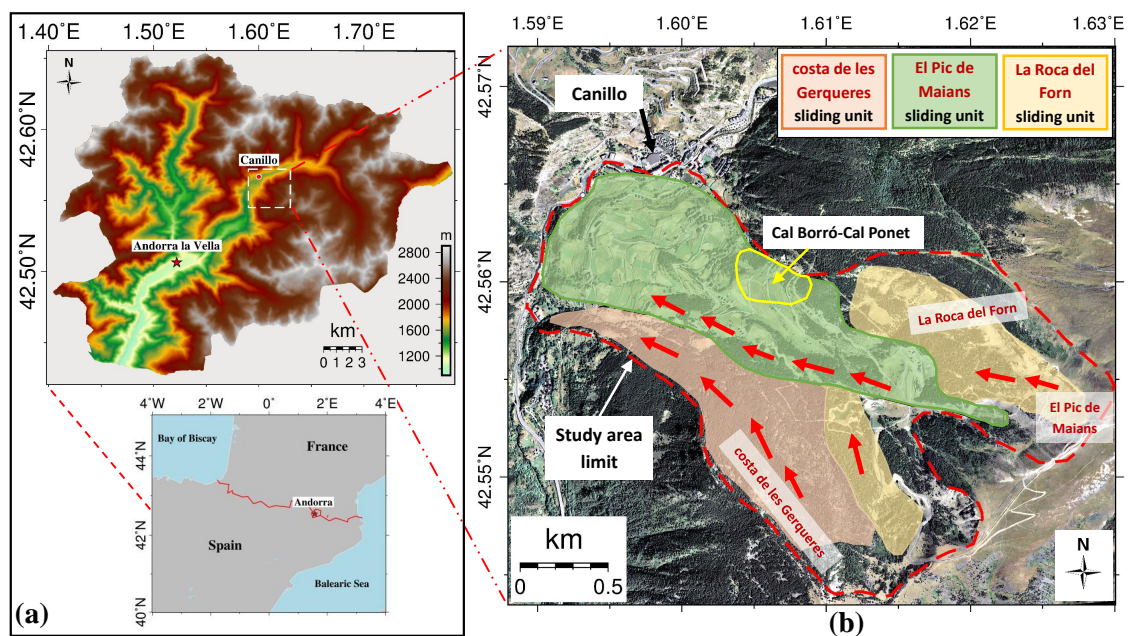 1.40°E 1.50°E 1.60°E 1.70°E
N
42.60°N
42.50°N
Canillo
Andorra la Vella
m
2800
2400
2000
1600
1200
km
0 1 2 3
4°W 2°W 0° 2°E 4°E
44°N
42°N
40°N
Bay of Biscay
France
Andorra
Spain
Balearic Sea
(a)
1.59°E 1.60°E 1.61°E 1.62°E 1.63°E
42.57°N
42.56°N
42.55°N
costa de les
Gerqueres
sliding unit
El Pic de
Maians
sliding unit
La Roca del
Forn
sliding unit
Canillo
Cal Borró-Cal Ponet
La Roca del Forn
El Pic de
Maians
Study area
limit
costa de les Gerqueres
km
0 0.5
N
(b)